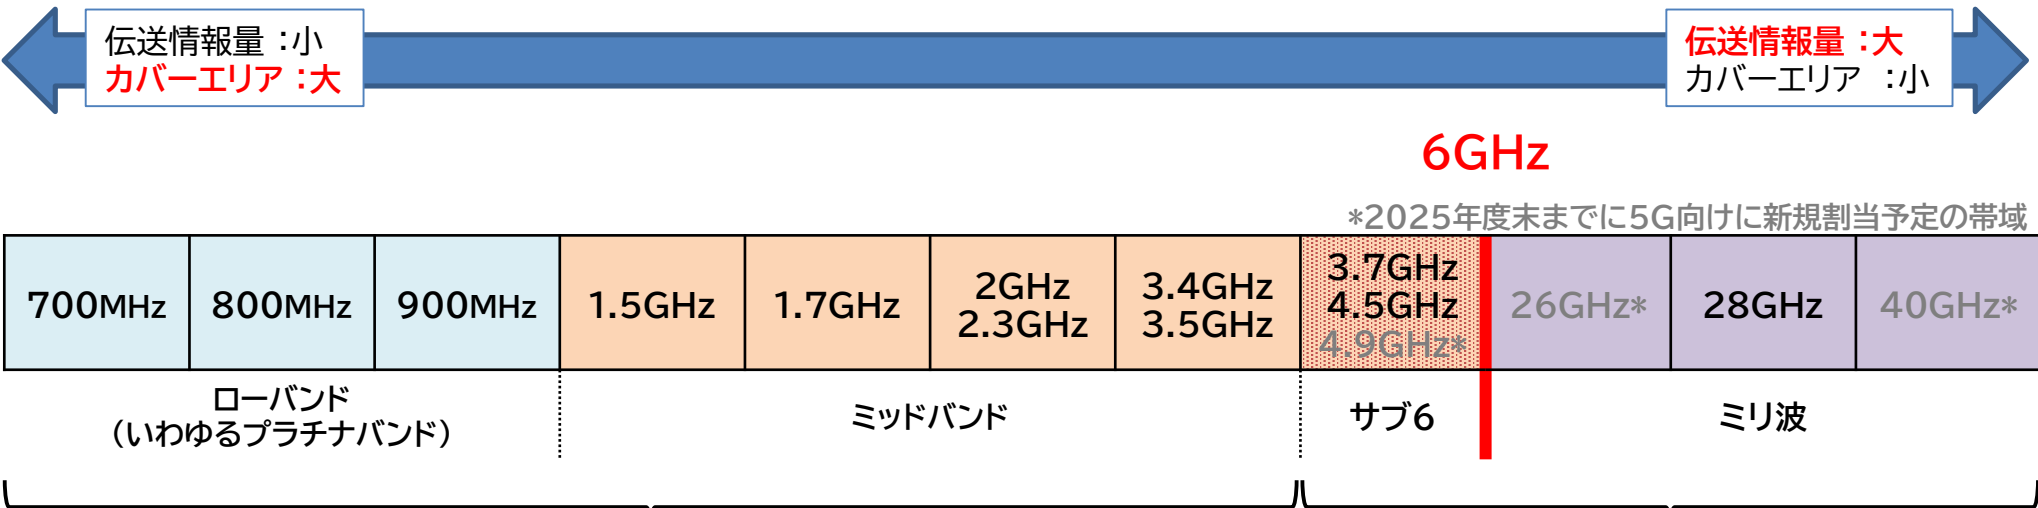 伝送情報量 ：小
カバーエリア ：大
伝送情報量 ：大
カバーエリア ：小
6GHz
*2025年度末までに5G向けに新規割当予定の帯域
700MHz
800MHz
900MHz
1.5GHz
1.7GHz
2GHz
2.3GHz
3.4GHz
3.5GHz
3.7GHz
4.5GHz
4.9GHz*
26GHz*
28GHz
40GHz*
ローバンド
（いわゆるプラチナバンド）
ミッドバンド
サブ6
ミリ波